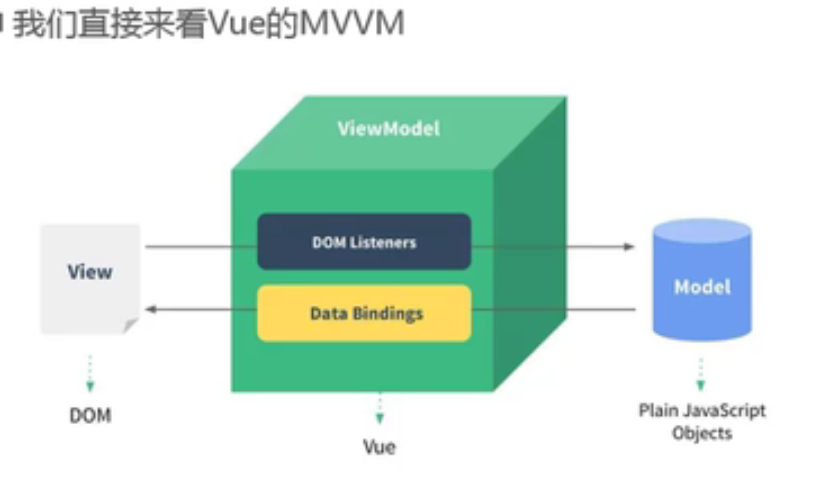 我们直接来看Vue的MVVM
ViewModel
DOM Listeners
View
Model
Data Bindings
DOM
Plain JavaScript
Objects
Vue